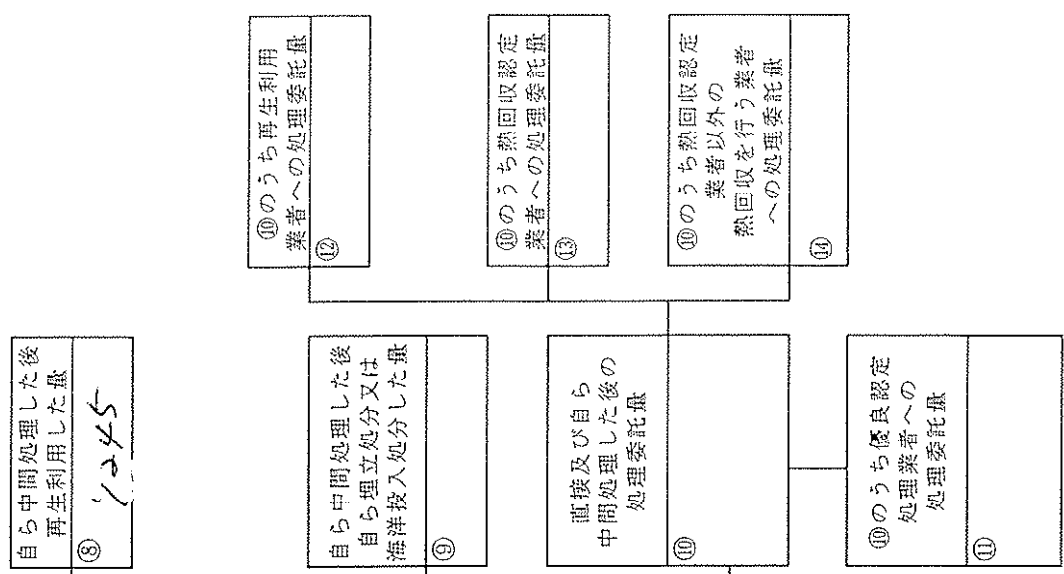 自ら中間処理した後
再生利用した量
⑧
1,245
自ら中間処理した後
自ら埋立処分又は
海洋投入処分した量
⑨
直接及び自ら
中間処理した後の
処理委託量
⑩
⑩のうち優良認定
処理業者への
処理委託量
⑪
⑩のうち再生利用
業者への処理委託量
⑫
⑩のうち熱回収認定
業者への処理委託量
⑬
⑩のうち熱回収認定
業者以外の
熱回収を行う業者
への処理委託量
⑭